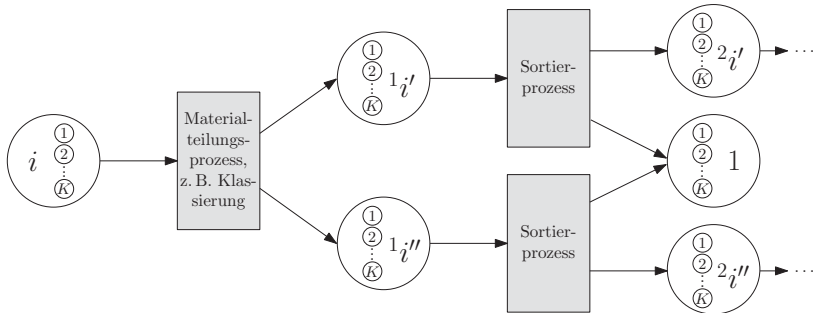 i
1
2
K
Material-
teilungs-
prozess,
z. B. Klas-
sierung
1
2
K
¹i′
1
2
K
¹i″
Sortier-
prozess
Sortier-
prozess
1
2
K
²i′
...
1
2
K
1
1
2
K
²i″
...